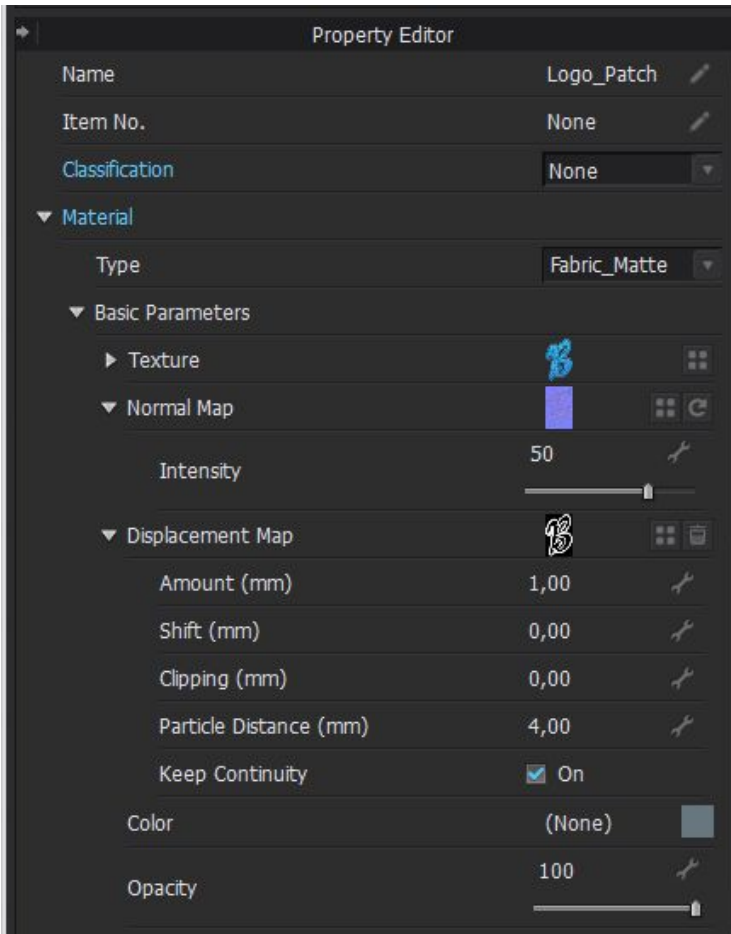 Property Editor
Name Logo_Patch
Item No. None
Classification None
Material
Type Fabric_Matte
Basic Parameters
Texture
Normal Map
Intensity 50
Displacement Map
Amount (mm) 1,00
Shift (mm) 0,00
Clipping (mm) 0,00
Particle Distance (mm) 4,00
Keep Continuity On
Color (None)
Opacity 100